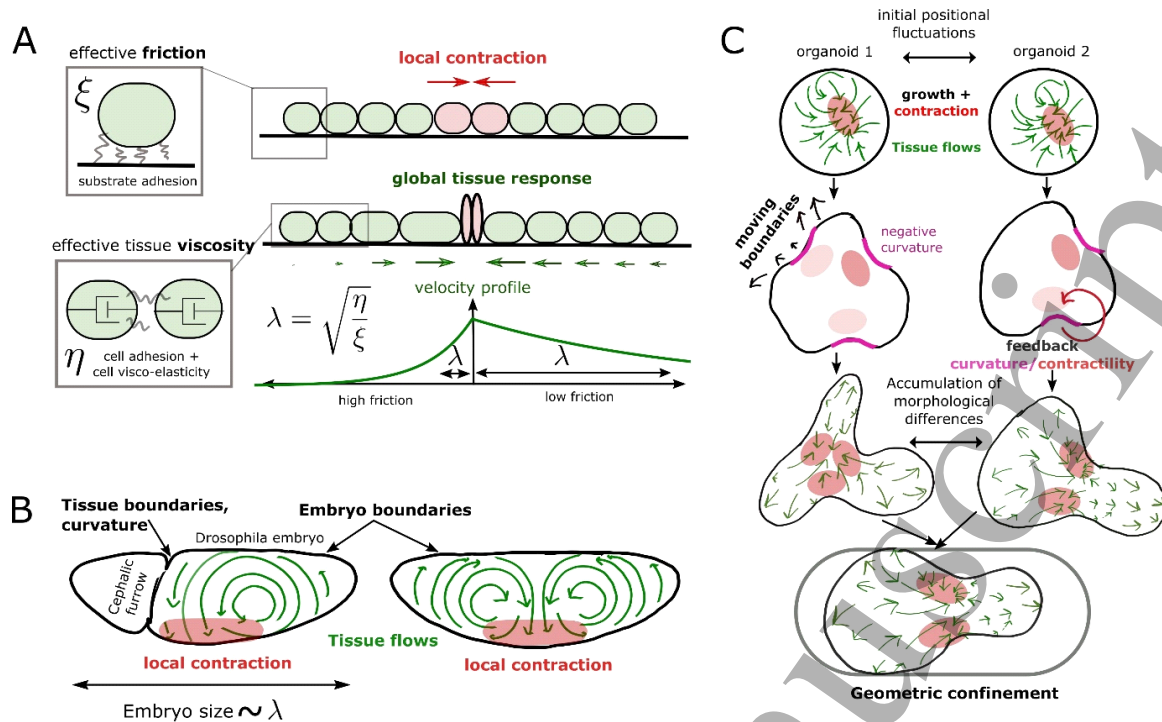 A
effective friction
ξ
substrate adhesion
local contraction
global tissue response
effective tissue viscosity
η cell adhesion +
cell visco-elasticity
λ = √(η/ξ)
velocity profile
λ
λ
high friction
low friction
B
Tissue boundaries,
curvature
Embryo boundaries
Drosophila embryo
Cephalic
furrow
Tissue flows
local contraction
local contraction
Embryo size ~ λ
C
initial positional
fluctuations
organoid 1
organoid 2
growth +
contraction
Tissue flows
moving
boundaries
negative
curvature
feedback
curvature/contractility
Accumulation of
morphological
differences
Geometric confinement